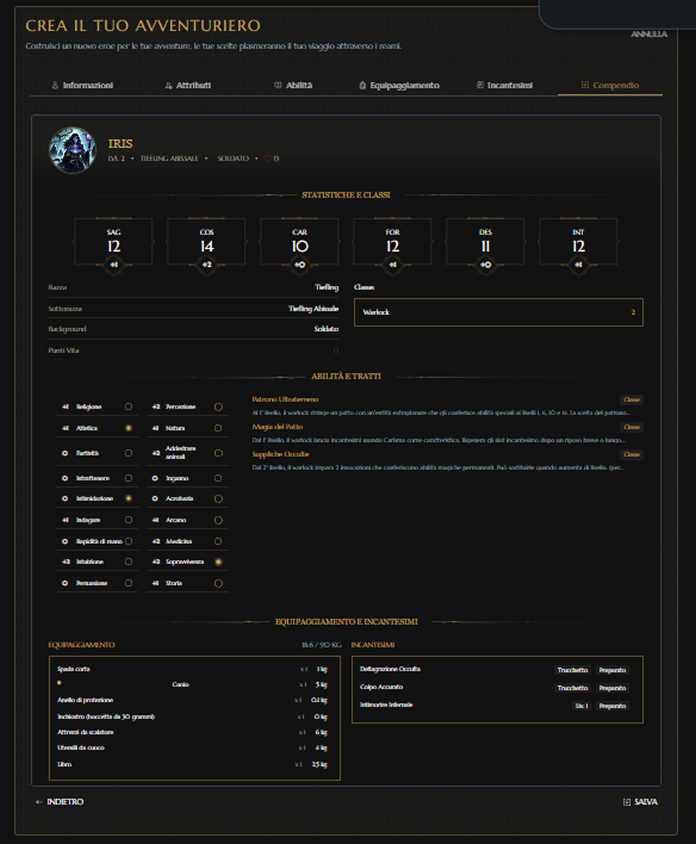 CREA IL TUO AVVENTURIERO
Costruisci un nuovo eroe per le tue avventure, le tue scelte plasmeranno il tuo viaggio attraverso i reami.
ANNULLA
Informazioni Attributi Abilità Equipaggiamento Incantesimi Compendio
IRIS
LVL 2 • TIEFLING ABISSALE • SOLDATO • 13
STATISTICHE E CLASSI
SAG COS CAR FOR DES INT
12 14 10 12 11 12
+1 +2 +0 +1 +0 +1
Razza Tiefling
Sottorazza Tiefling Abissale
Background Soldato
Punti Vita 13
Classe
Warlock 2
ABILITÀ E TRATTI
+1 Religione
+1 Atletica
0 Furtività
0 Intrattenere
0 Intimidazione
+1 Indagare
0 Rapidità di mano
+2 Intuizione
0 Persuasione
+2 Percezione
+1 Natura
+2 Addestrare animali
0 Inganno
0 Acrobazia
+1 Arcano
+2 Medicina
+2 Sopravvivenza
+1 Storia
Patrono Ultraterreno Classe
Al 1° livello, il warlock stringe un patto con un'entità extraplanare che gli conferisce abilità speciali ai livelli 1, 6, 10 e 14. La scelta del patrono...
Magia del Patto Classe
Dal 1° livello, il warlock lancia incantesimi usando Carisma come caratteristica. Rigenera gli slot incantesimo dopo un riposo breve o lungo...
Suppliche Occulte Classe
Dal 2° livello, il warlock impara 2 invocazioni che conferiscono abilità magiche permanenti. Può sostituirle quando aumenta di livello. (per...
EQUIPAGGIAMENTO E INCANTESIMI
EQUIPAGGIAMENTO 18.6 / 90 KG
Spada corta x 1 1 kg
Cuoio x 1 5 kg
Anello di protezione x 1 0.1 kg
Inchiostro (boccetta da 30 grammi) x 1 0 kg
Attrezzi da scalatore x 1 6 kg
Utensili da cuoco x 1 4 kg
Libro x 1 2.5 kg
INCANTESIMI
Deflagrazione Occulta Trucchetto Preparato
Colpo Accurato Trucchetto Preparato
Intimorire Infernale Liv. 1 Preparato
INDIETRO
SALVA